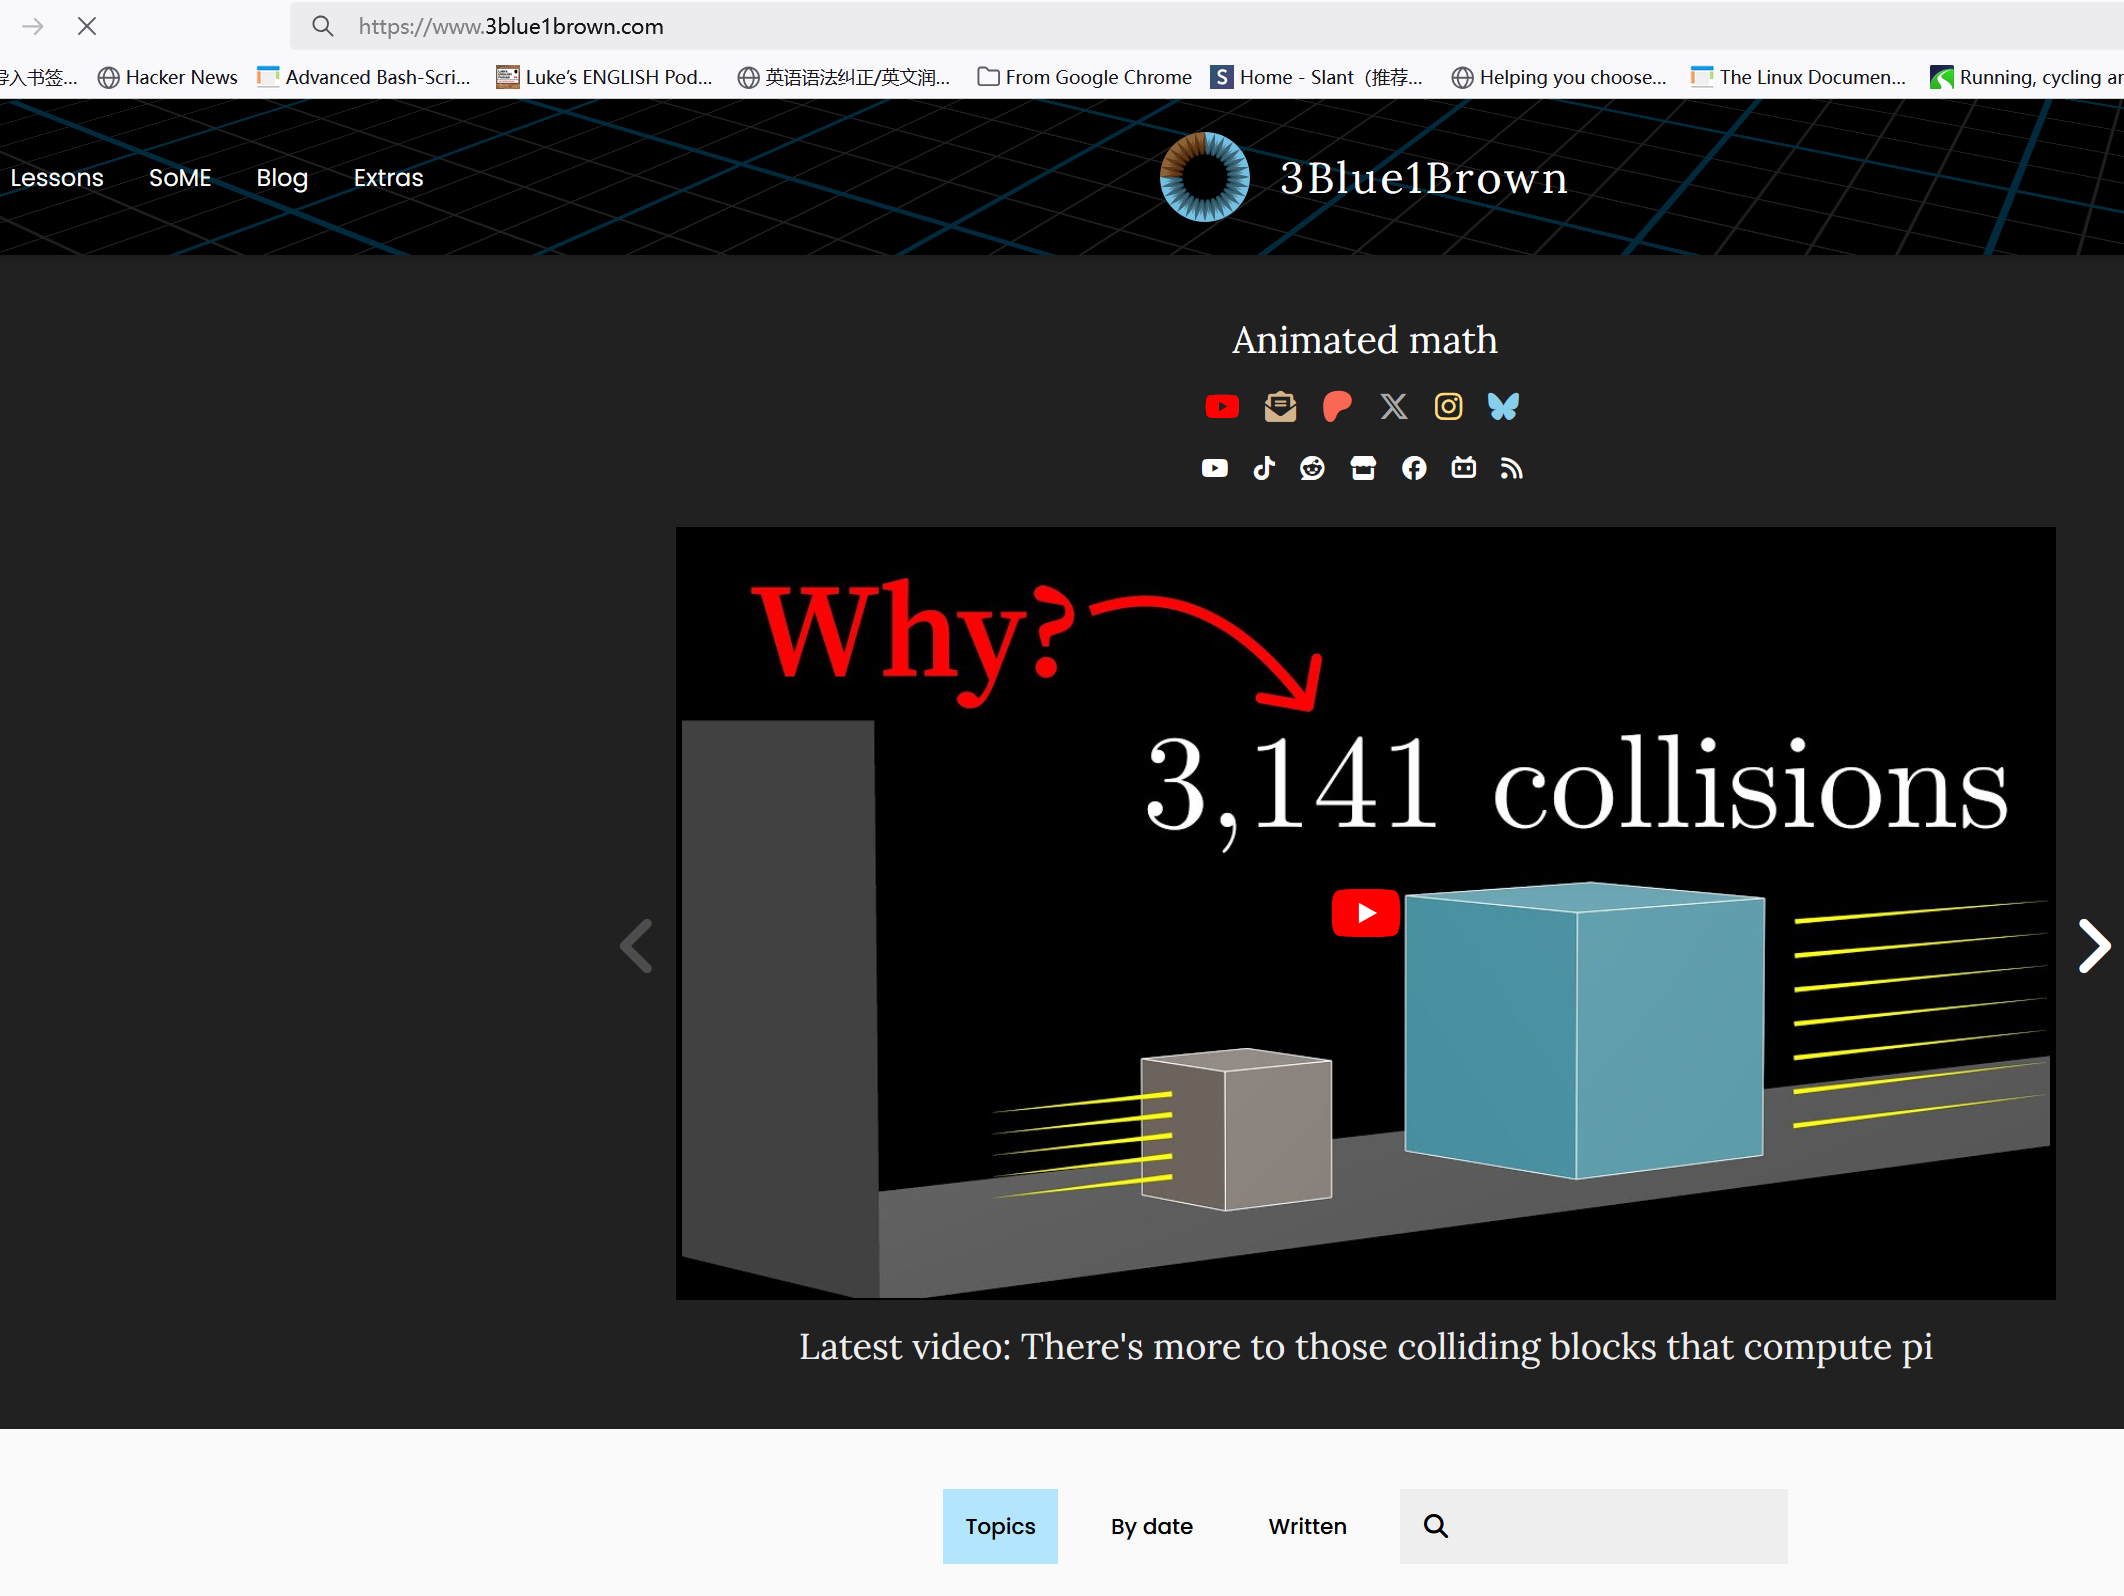 https://www.3blue1brown.com
导入书签... Hacker News Advanced Bash-Scri... Luke's ENGLISH Pod... 英语语法纠正/英文润... From Google Chrome Home - Slant（推荐... Helping you choose... The Linux Documen... Running, cycling
Lessons SoME Blog Extras 3Blue1Brown
Animated math
Why?
3,141 collisions
Latest video: There's more to those colliding blocks that compute pi
Topics By date Written